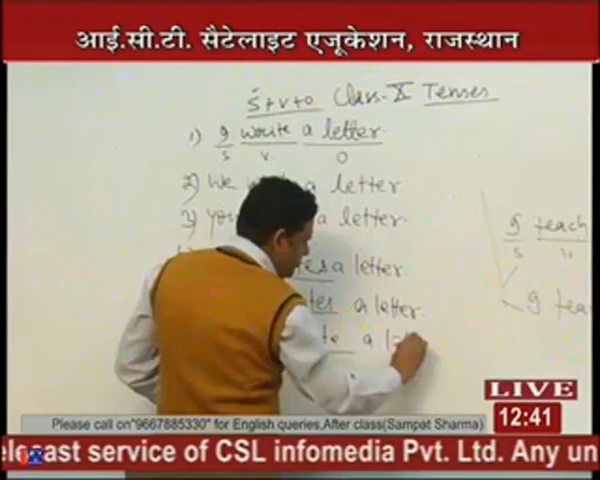 आई.सी.टी. सैटेलाइट एजूकेशन, राजस्थान
S+V+O Class-X Tenses
1) I write a letter
S V O
2) We a letter
3) You a letter
a letter
a letter.
a
I teach
S
I tea
LIVE
12:41
Please call on"9667885330" for English queries,After class(Sampat Sharma)
elecast service of CSL infomedia Pvt. Ltd. Any un